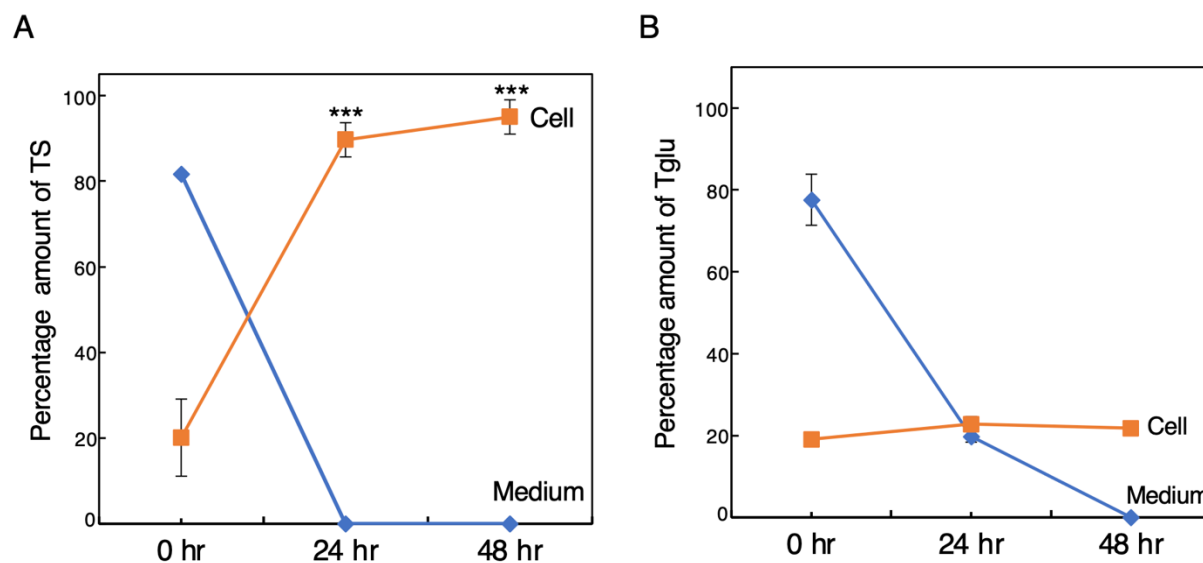 A
Percentage amount of TS
100
80
60
40
20
0
***
***
Cell
Medium
0 hr
24 hr
48 hr
B
Percentage amount of Tglu
100
80
60
40
20
0
Cell
Medium
0 hr
24 hr
48 hr